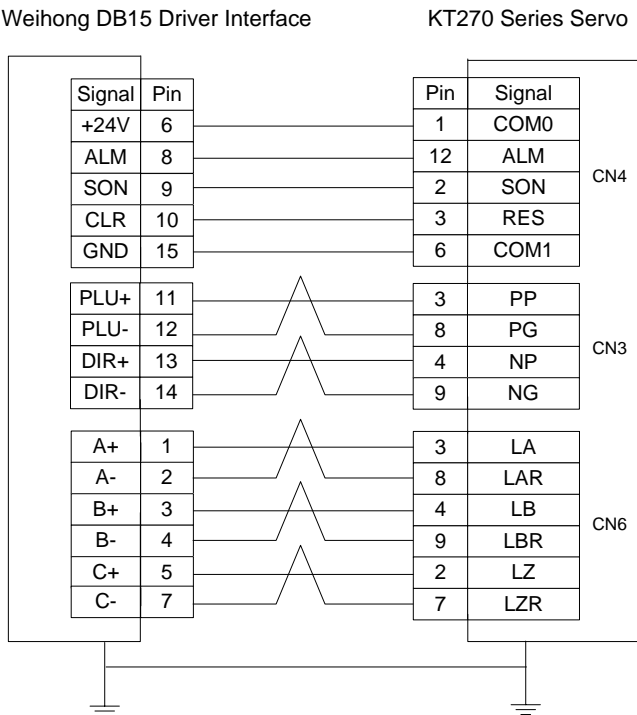 Weihong DB15 Driver Interface KT270 Series Servo
Signal Pin Pin Signal
+24V 6 1 COM0
ALM 8 12 ALM
SON 9 2 SON
CLR 10 3 RES
GND 15 6 COM1
CN4
PLU+ 11 3 PP
PLU- 12 8 PG
DIR+ 13 4 NP
DIR- 14 9 NG
CN3
A+ 1 3 LA
A- 2 8 LAR
B+ 3 4 LB
B- 4 9 LBR
C+ 5 2 LZ
C- 7 7 LZR
CN6